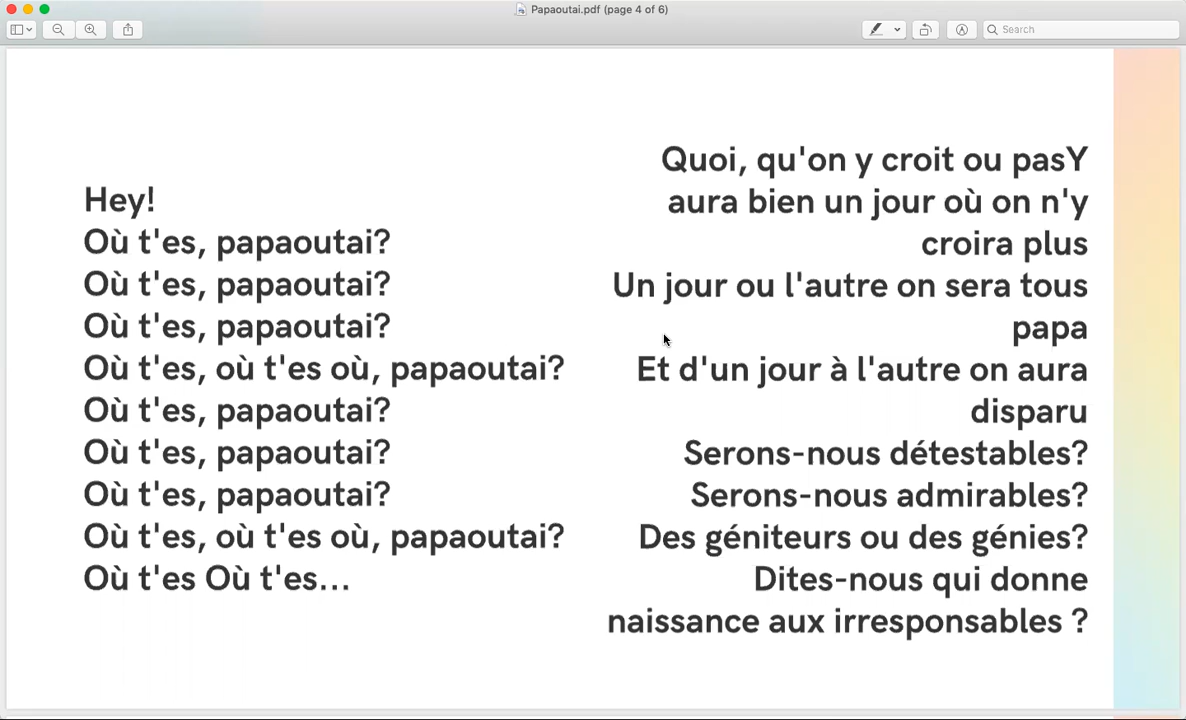 Papaoutai.pdf (page 4 of 6)
Search
Hey!
Où t'es, papaoutai?
Où t'es, papaoutai?
Où t'es, papaoutai?
Où t'es, où t'es où, papaoutai?
Où t'es, papaoutai?
Où t'es, papaoutai?
Où t'es, papaoutai?
Où t'es, où t'es où, papaoutai?
Où t'es Où t'es...
Quoi, qu'on y croit ou pasY
aura bien un jour où on n'y
croira plus
Un jour ou l'autre on sera tous
papa
Et d'un jour à l'autre on aura
disparu
Serons-nous détestables?
Serons-nous admirables?
Des géniteurs ou des génies?
Dites-nous qui donne
naissance aux irresponsables ?